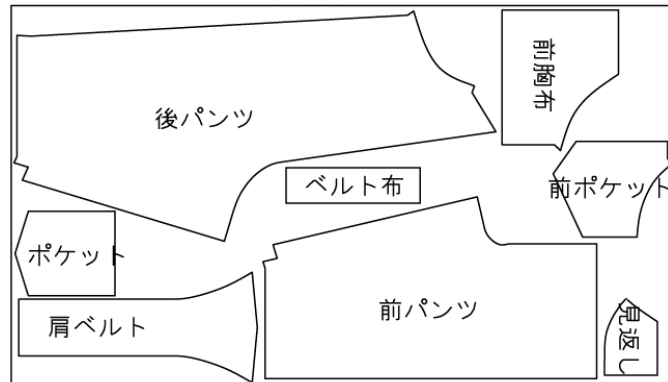 後パンツ
前胸布
ベルト布
前ポケット
ポケット
肩ベルト
前パンツ
見返し